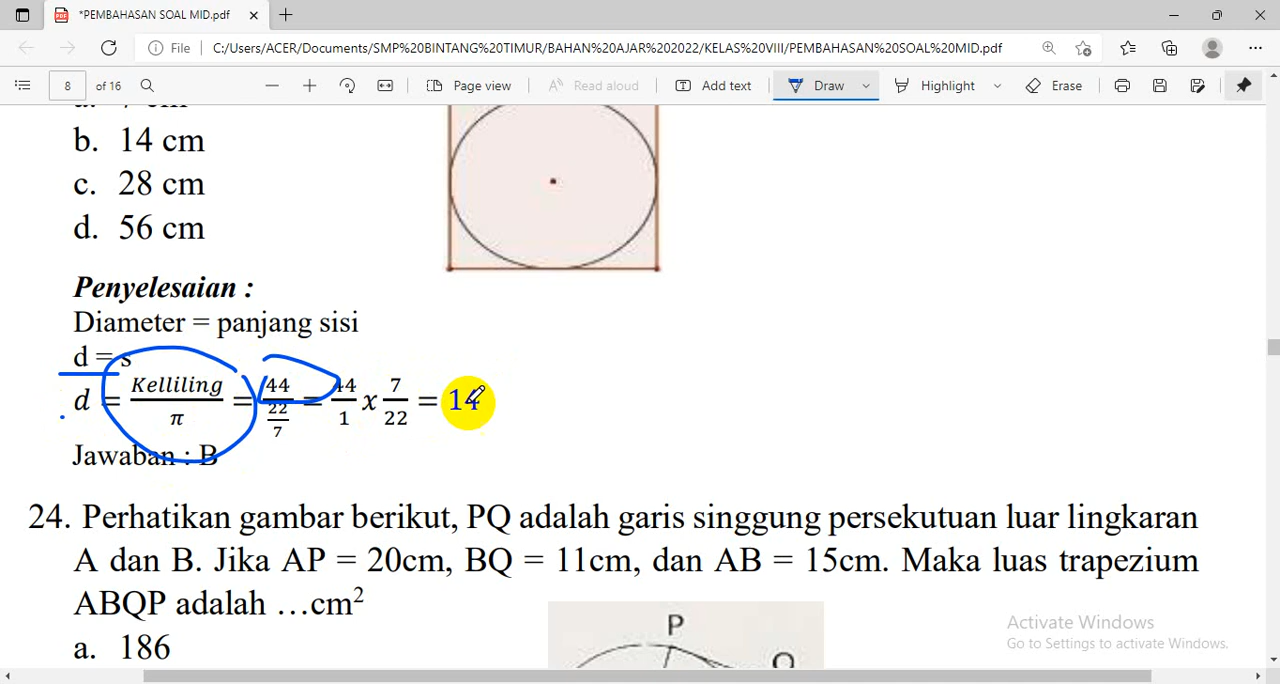 *PEMBAHASAN SOAL MID.pdf
File C:/Users/ACER/Documents/SMP%20BINTANG%20TIMUR/BAHAN%20AJAR%202022/KELAS%20VIII/PEMBAHASAN%20SOAL%20MID.pdf
8 of 16 Page view Read aloud Add text Draw Highlight Erase
b. 14 cm
c. 28 cm
d. 56 cm
Penyelesaian :
Diameter = panjang sisi
d = s
d = Kelliling/π = 44/(22/7) = 44/1 x 7/22 = 14
Jawaban : B
24. Perhatikan gambar berikut, PQ adalah garis singgung persekutuan luar lingkaran
A dan B. Jika AP = 20cm, BQ = 11cm, dan AB = 15cm. Maka luas trapezium
ABQP adalah …cm²
a. 186
P
Q
Activate Windows
Go to Settings to activate Windows.